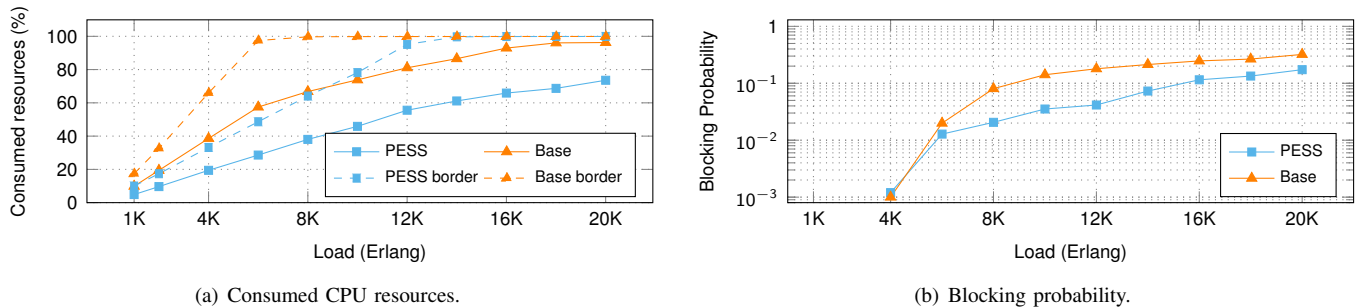 Consumed resources (%)
100
80
60
40
20
0
PESS
Base
PESS border
Base border
1K 4K 8K 12K 16K 20K
Load (Erlang)
(a) Consumed CPU resources.
Blocking Probability
1
10⁻¹
10⁻²
10⁻³
PESS
Base
1K 4K 8K 12K 16K 20K
Load (Erlang)
(b) Blocking probability.